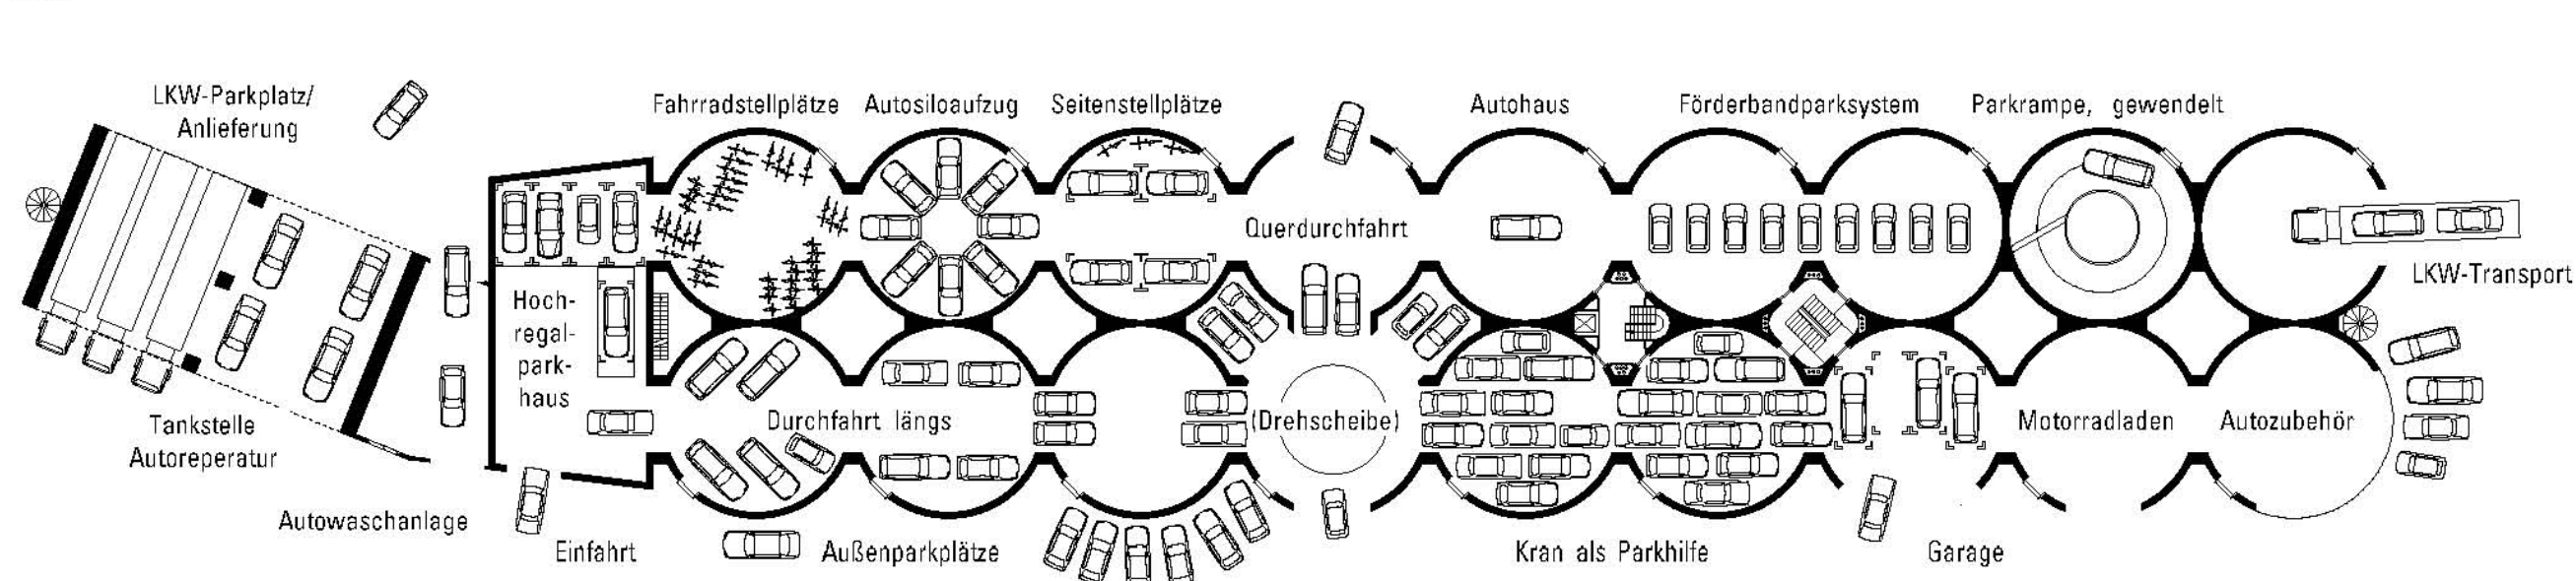 LKW-Parkplatz/
Anlieferung
Fahrradstellplätze
Autosiloaufzug
Seitenstellplätze
Autohaus
Förderbandparksystem
Parkrampe, gewendelt
Querdurchfahrt
LKW-Transport
Hoch-
regal-
park-
haus
Durchfahrt längs
(Drehscheibe)
Motorradladen
Autozubehör
Tankstelle
Autoreperatur
Autowaschanlage
Einfahrt
Außenparkplätze
Kran als Parkhilfe
Garage